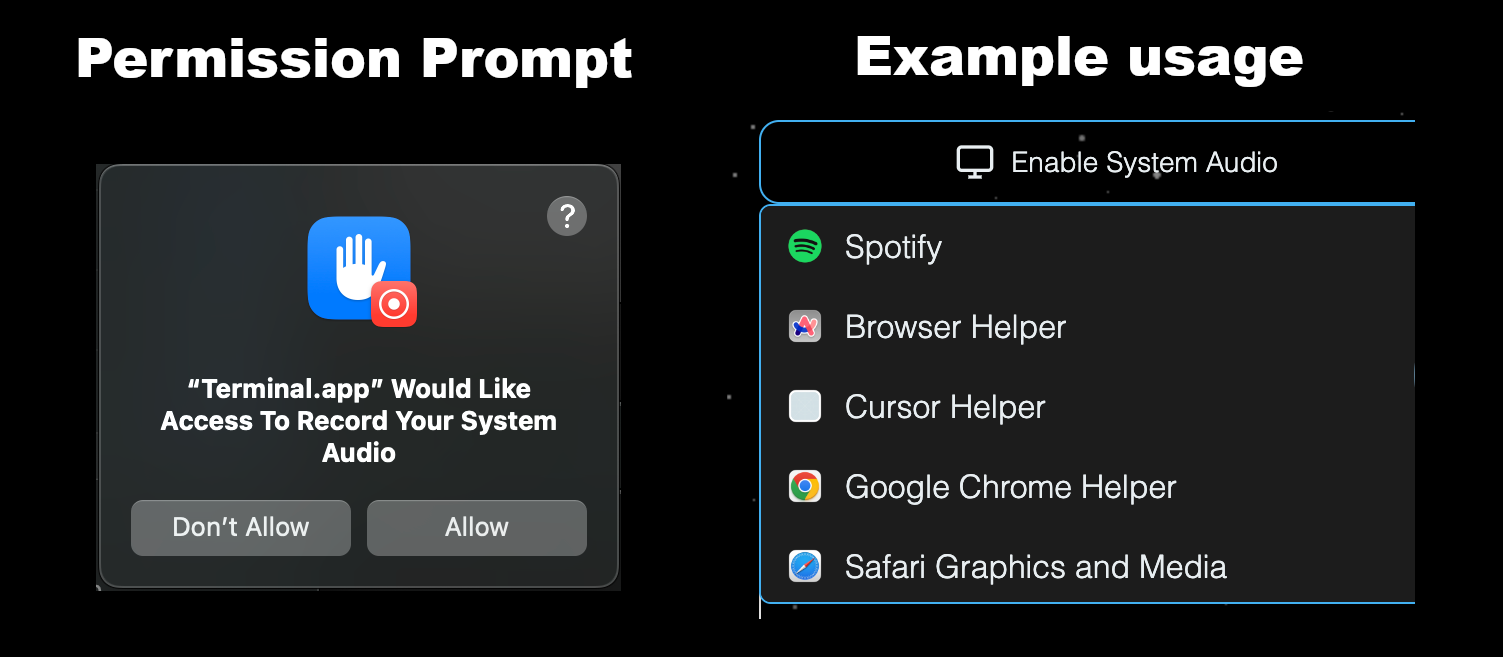 Permission Prompt
?
“Terminal.app” Would Like
Access To Record Your System
Audio
Don’t Allow
Allow
Example usage
Enable System Audio
Spotify
Browser Helper
Cursor Helper
Google Chrome Helper
Safari Graphics and Media